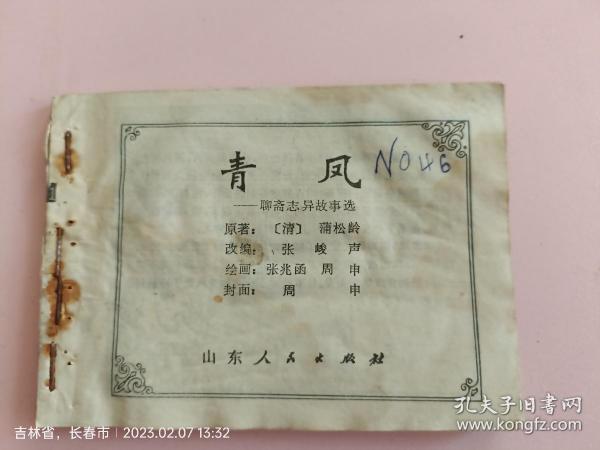 青 凤
NO46
——聊斋志异故事选
原著：〔清〕 蒲松龄
改编：张峻声
绘画：张兆函 周申
封面：周申
山东人民出版社
吉林省，长春市 | 2023.02.07 13:32
孔夫子旧书网
www.kongfz.com